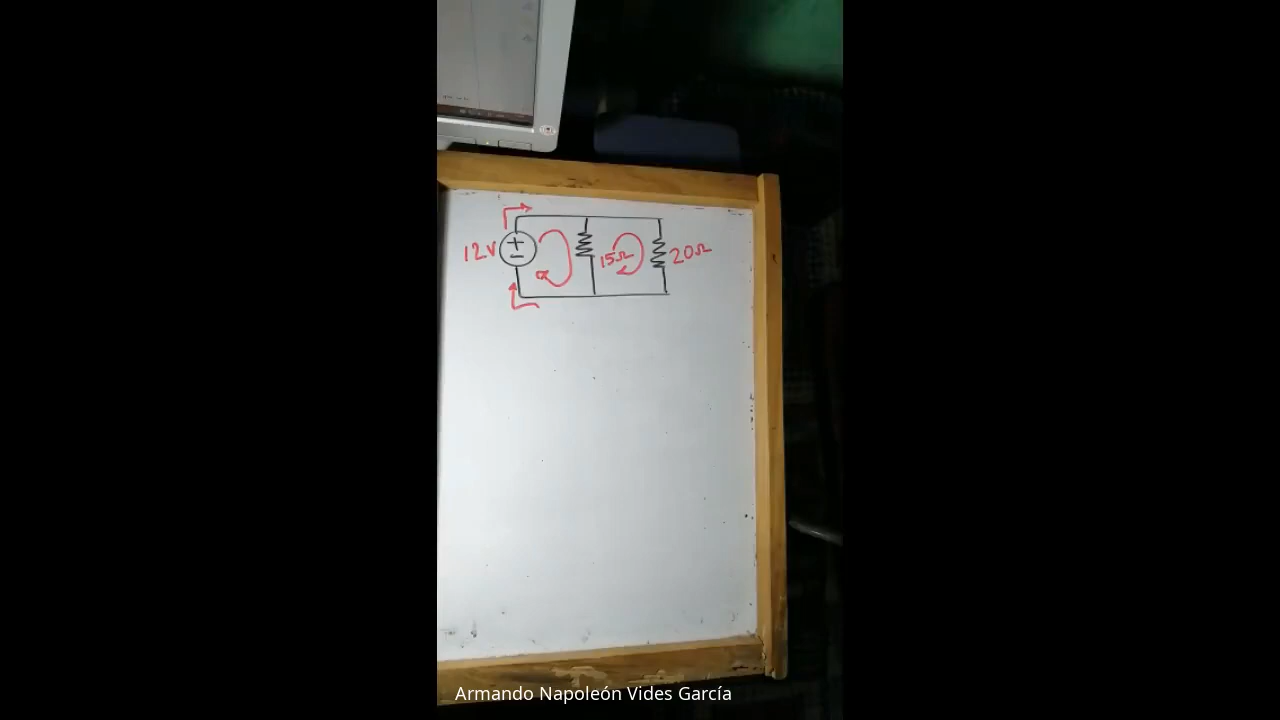 12V
+
-
15Ω
20Ω
Armando Napoleón Vides García